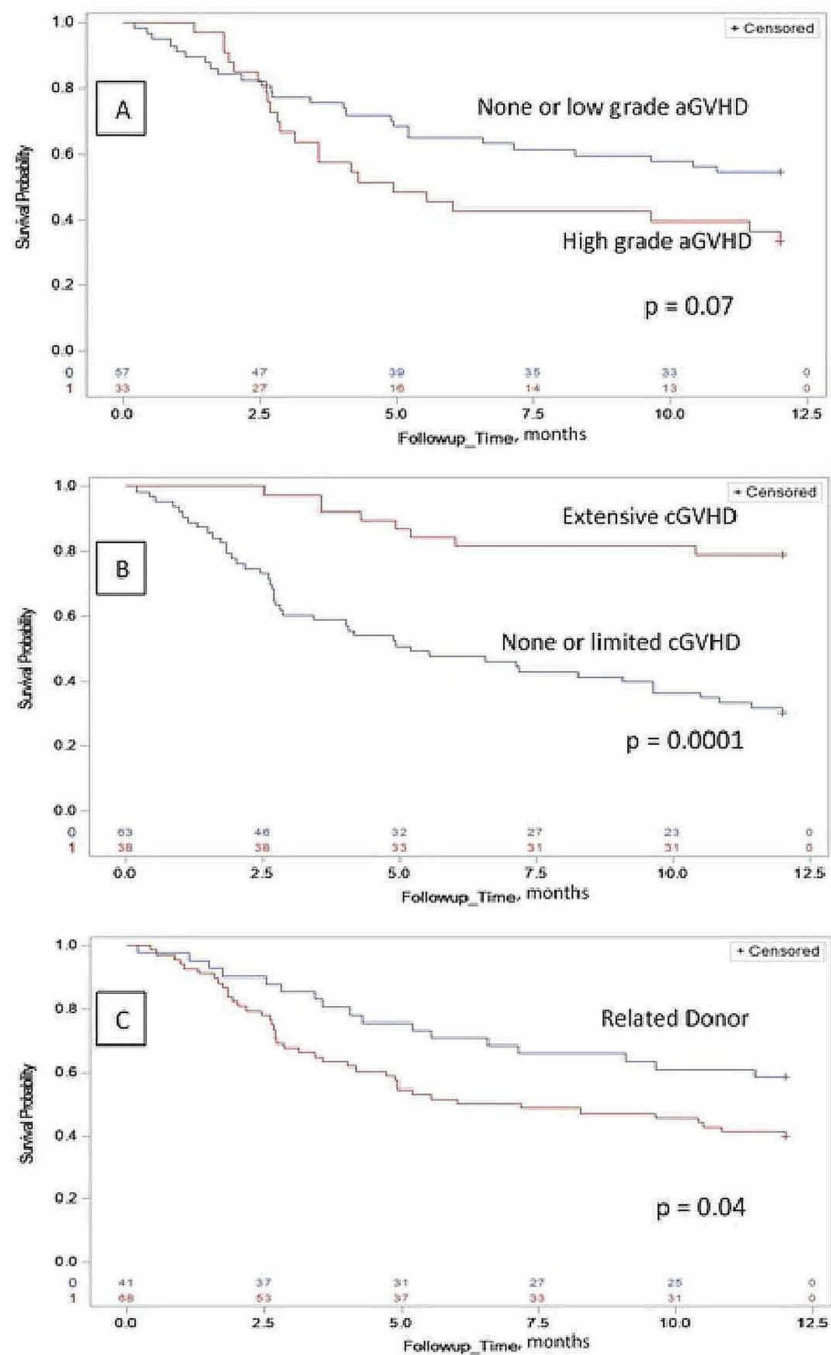 1.0
+ Censored
0.8
A
None or low grade aGVHD
Survival Probability
0.6
0.4
High grade aGVHD
0.2
p = 0.07
0.0
0 57 47 39 35 33 0
1 33 27 16 14 13 0
0.0 2.5 5.0 7.5 10.0 12.5
Followup_Time, months
1.0
+ Censored
Extensive cGVHD
0.8
B
Survival Probability
0.6
None or limited cGVHD
0.4
p = 0.0001
0.2
0.0
0 63 46 32 27 23 0
1 38 38 33 31 31 0
0.0 2.5 5.0 7.5 10.0 12.5
Followup_Time, months
1.0
+ Censored
0.8
C
Related Donor
Survival Probability
0.6
0.4
p = 0.04
0.2
0.0
0 41 37 31 27 25 0
1 68 53 37 33 31 0
0.0 2.5 5.0 7.5 10.0 12.5
Followup_Time, months